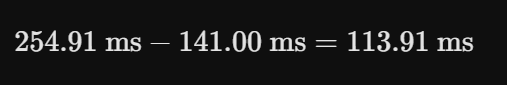 254.91 ms − 141.00 ms = 113.91 ms